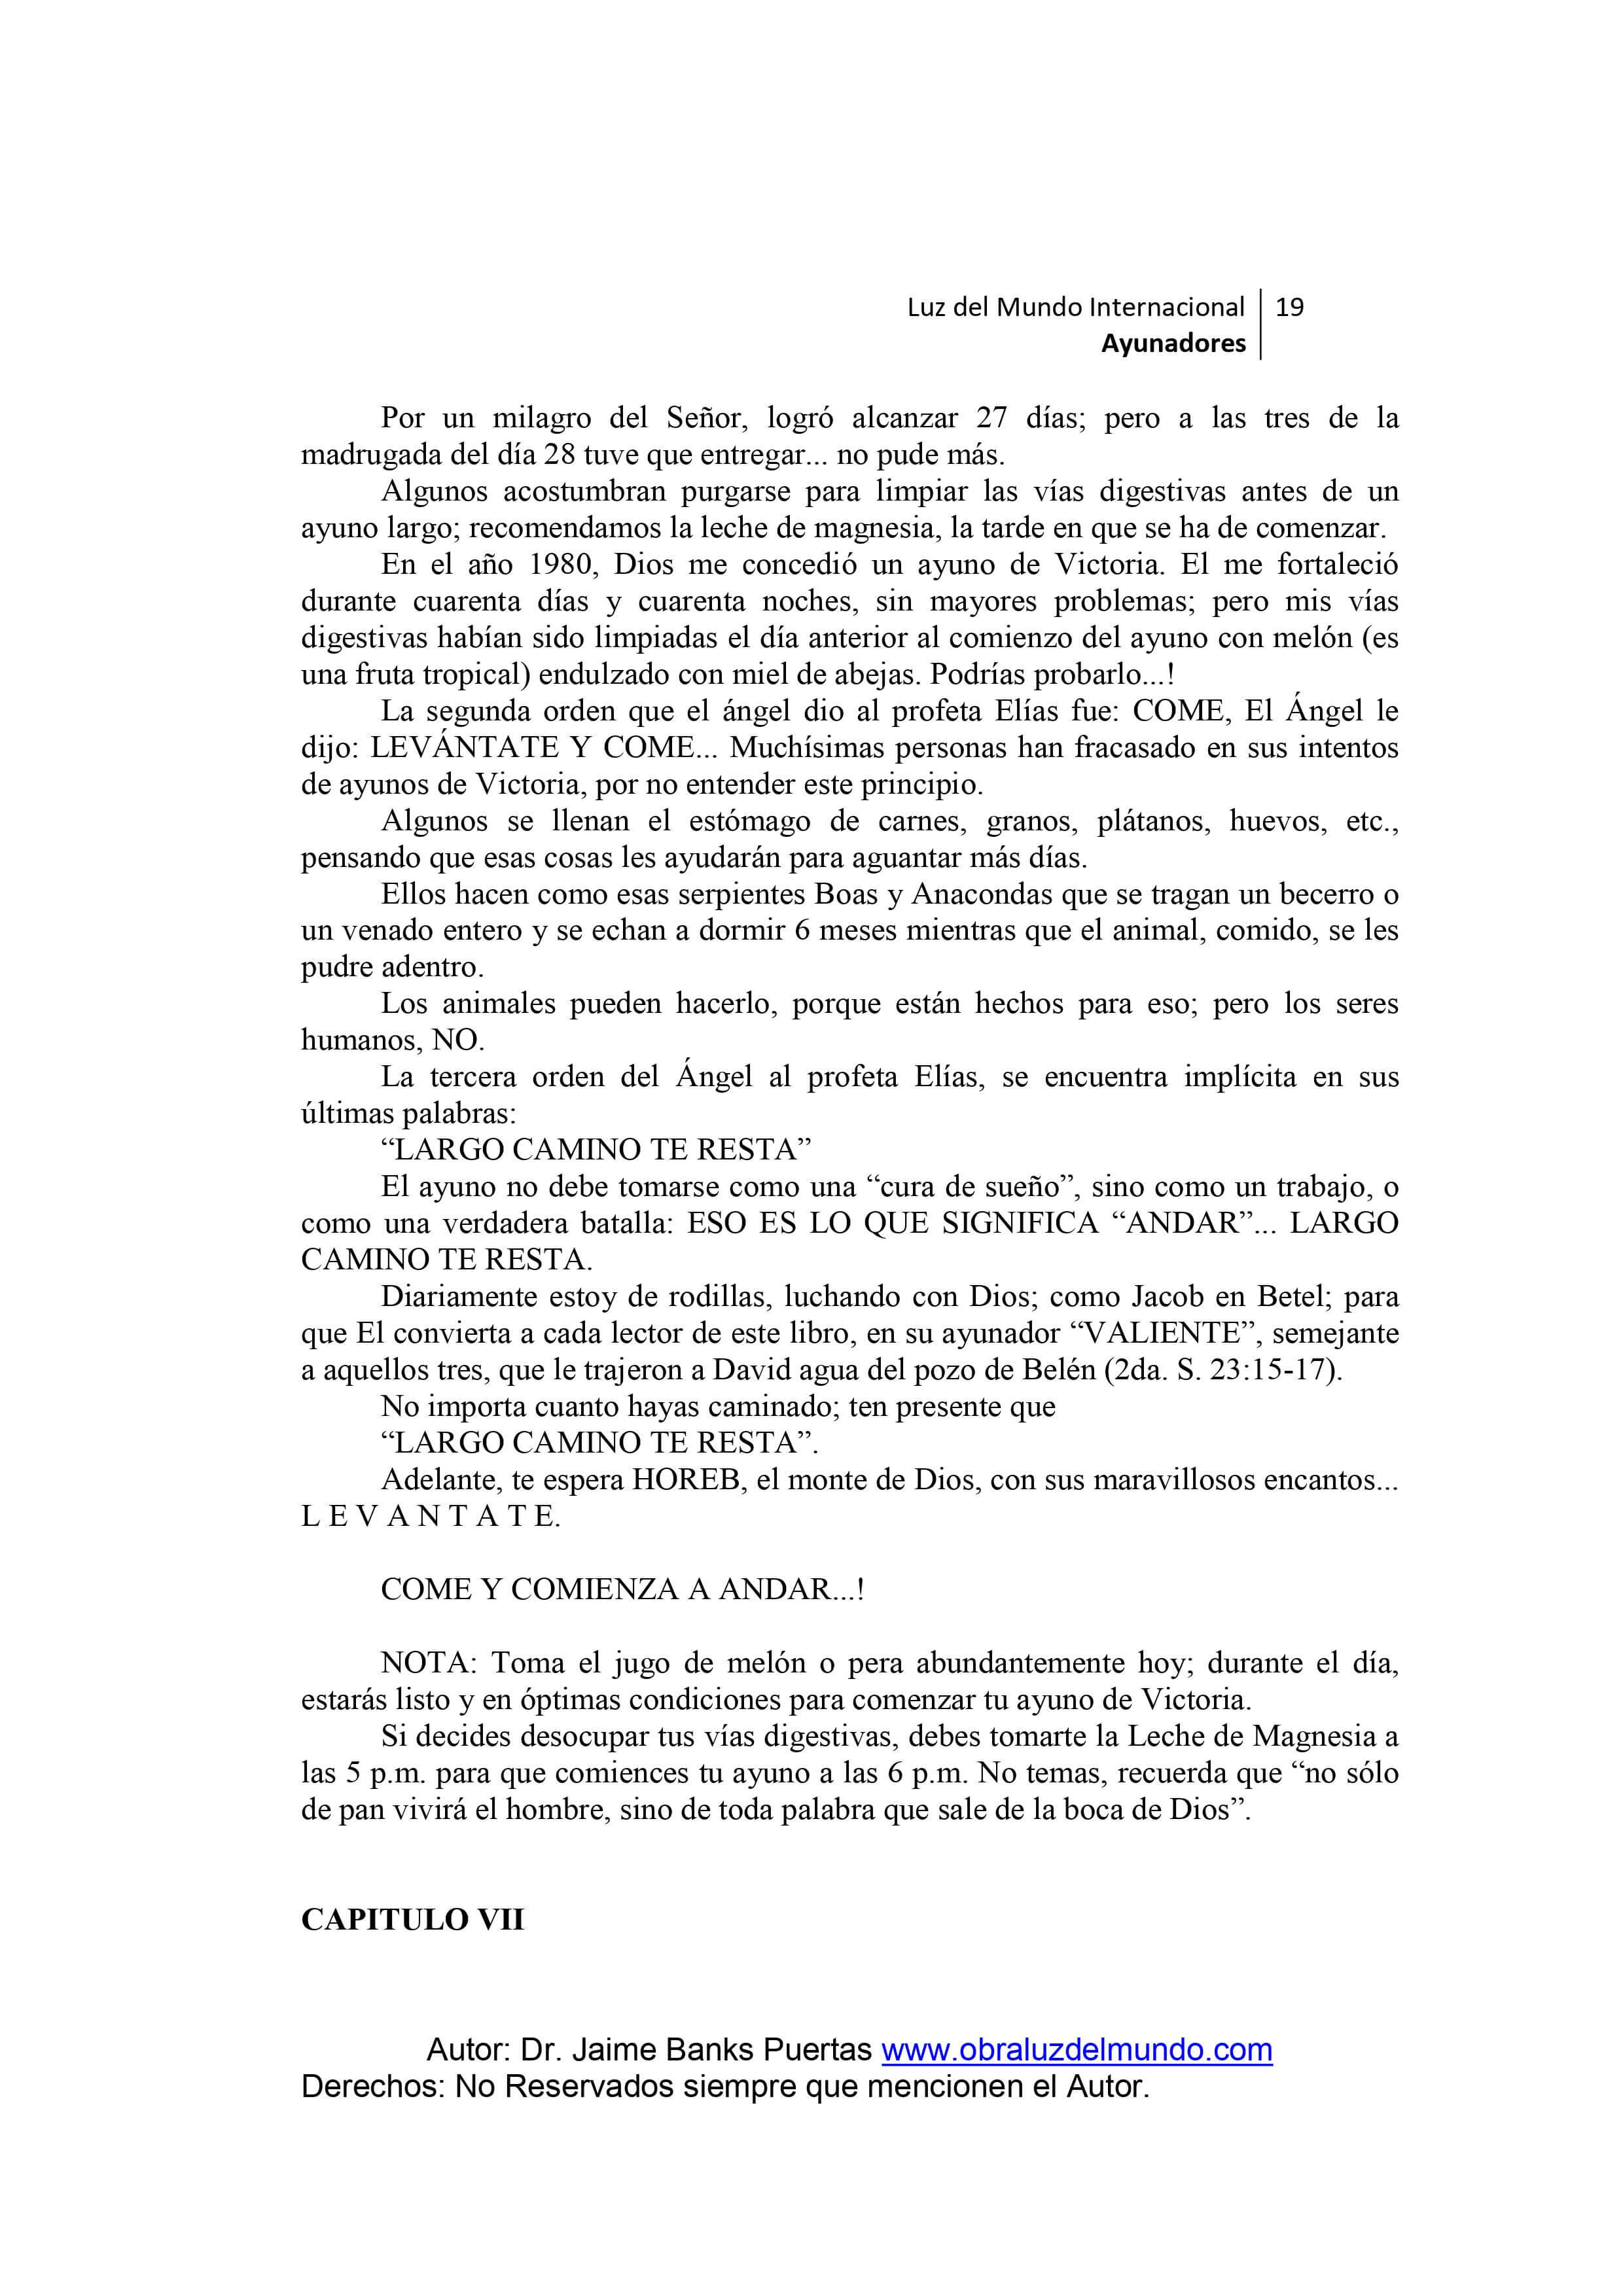 Luz del Mundo Internacional 19
Ayunadores
Por un milagro del Señor, logró alcanzar 27 días; pero a las tres de la
madrugada del día 28 tuve que entregar... no pude más.
Algunos acostumbran purgarse para limpiar las vías digestivas antes de un
ayuno largo; recomendamos la leche de magnesia, la tarde en que se ha de comenzar.
En el año 1980, Dios me concedió un ayuno de Victoria. El me fortaleció
durante cuarenta días y cuarenta noches, sin mayores problemas; pero mis vías
digestivas habían sido limpiadas el día anterior al comienzo del ayuno con melón (es
una fruta tropical) endulzado con miel de abejas. Podrías probarlo...!
La segunda orden que el ángel dio al profeta Elías fue: COME, El Ángel le
dijo: LEVÁNTATE Y COME... Muchísimas personas han fracasado en sus intentos
de ayunos de Victoria, por no entender este principio.
Algunos se llenan el estómago de carnes, granos, plátanos, huevos, etc.,
pensando que esas cosas les ayudarán para aguantar más días.
Ellos hacen como esas serpientes Boas y Anacondas que se tragan un becerro o
un venado entero y se echan a dormir 6 meses mientras que el animal, comido, se les
pudre adentro.
Los animales pueden hacerlo, porque están hechos para eso; pero los seres
humanos, NO.
La tercera orden del Ángel al profeta Elías, se encuentra implícita en sus
últimas palabras:
“LARGO CAMINO TE RESTA”
El ayuno no debe tomarse como una “cura de sueño”, sino como un trabajo, o
como una verdadera batalla: ESO ES LO QUE SIGNIFICA “ANDAR”... LARGO
CAMINO TE RESTA.
Diariamente estoy de rodillas, luchando con Dios; como Jacob en Betel; para
que El convierta a cada lector de este libro, en su ayunador “VALIENTE”, semejante
a aquellos tres, que le trajeron a David agua del pozo de Belén (2da. S. 23:15-17).
No importa cuanto hayas caminado; ten presente que
“LARGO CAMINO TE RESTA”.
Adelante, te espera HOREB, el monte de Dios, con sus maravillosos encantos...
L E V A N T A T E.
COME Y COMIENZA A ANDAR...!
NOTA: Toma el jugo de melón o pera abundantemente hoy; durante el día,
estarás listo y en óptimas condiciones para comenzar tu ayuno de Victoria.
Si decides desocupar tus vías digestivas, debes tomarte la Leche de Magnesia a
las 5 p.m. para que comiences tu ayuno a las 6 p.m. No temas, recuerda que “no sólo
de pan vivirá el hombre, sino de toda palabra que sale de la boca de Dios”.
CAPITULO VII
Autor: Dr. Jaime Banks Puertas www.obraluzdelmundo.com
Derechos: No Reservados siempre que mencionen el Autor.